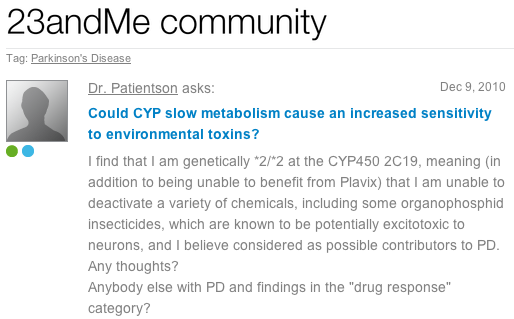 23andMe community
Tag: Parkinson's Disease
Dr. Patientson asks:
Dec 9, 2010
Could CYP slow metabolism cause an increased sensitivity
to environmental toxins?
I find that I am genetically *2/*2 at the CYP450 2C19, meaning (in
addition to being unable to benefit from Plavix) that I am unable to
deactivate a variety of chemicals, including some organophosphid
insecticides, which are known to be potentially excitotoxic to
neurons, and I believe considered as possible contributors to PD.
Any thoughts?
Anybody else with PD and findings in the "drug response"
category?